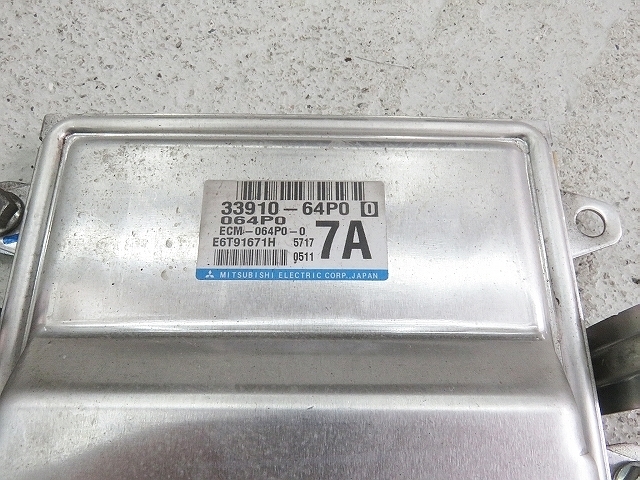 33910-64P0 0
064P0
ECM-064P0-0
E6T91671H 5717 7A
0511
MITSUBISHI ELECTRIC CORP.,JAPAN